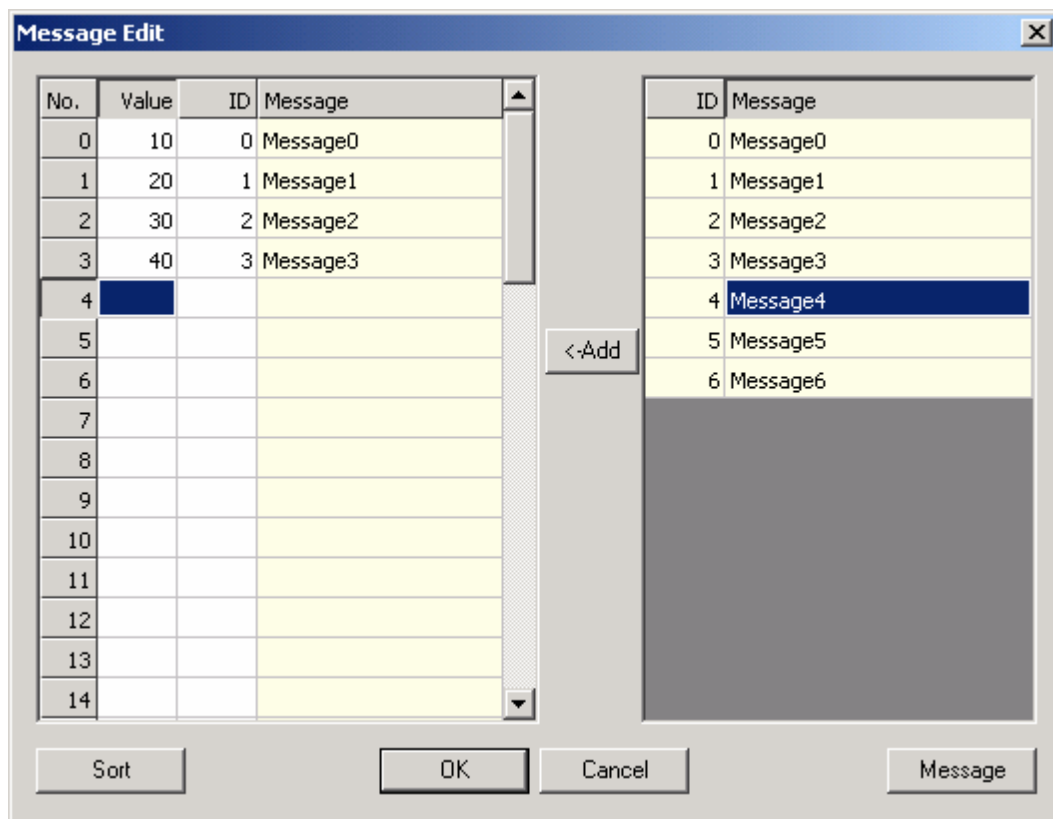 Message Edit
No. Value ID Message
0 10 0 Message0
1 20 1 Message1
2 30 2 Message2
3 40 3 Message3
4
5
6
7
8
9
10
11
12
13
14
<-Add
ID Message
0 Message0
1 Message1
2 Message2
3 Message3
4 Message4
5 Message5
6 Message6
Sort
OK
Cancel
Message